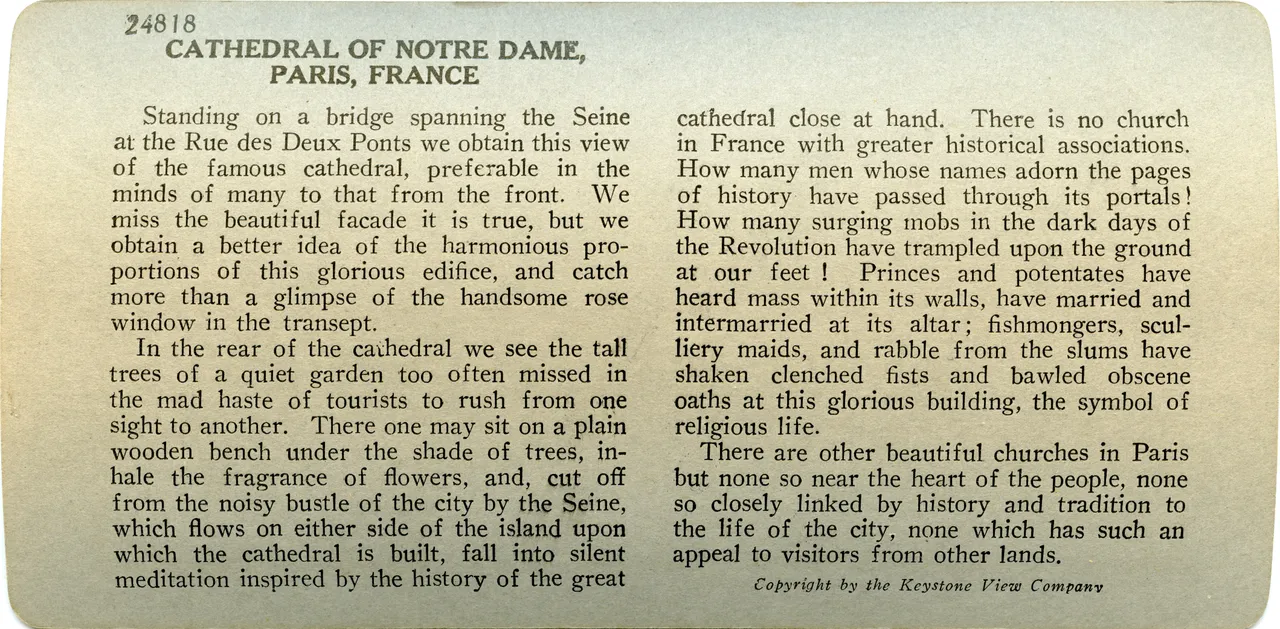 24818
CATHEDRAL OF NOTRE DAME,
PARIS, FRANCE
Standing on a bridge spanning the Seine
at the Rue des Deux Ponts we obtain this view
of the famous cathedral, preferable in the
minds of many to that from the front. We
miss the beautiful facade it is true, but we
obtain a better idea of the harmonious pro-
portions of this glorious edifice, and catch
more than a glimpse of the handsome rose
window in the transept.
In the rear of the cathedral we see the tall
trees of a quiet garden too often missed in
the mad haste of tourists to rush from one
sight to another. There one may sit on a plain
wooden bench under the shade of trees, in-
hale the fragrance of flowers, and, cut off
from the noisy bustle of the city by the Seine,
which flows on either side of the island upon
which the cathedral is built, fall into silent
meditation inspired by the history of the great
cathedral close at hand. There is no church
in France with greater historical associations.
How many men whose names adorn the pages
of history have passed through its portals!
How many surging mobs in the dark days of
the Revolution have trampled upon the ground
at our feet ! Princes and potentates have
heard mass within its walls, have married and
intermarried at its altar; fishmongers, scul-
liery maids, and rabble from the slums have
shaken clenched fists and bawled obscene
oaths at this glorious building, the symbol of
religious life.
There are other beautiful churches in Paris
but none so near the heart of the people, none
so closely linked by history and tradition to
the life of the city, none which has such an
appeal to visitors from other lands.
Copyright by the Keystone View Company